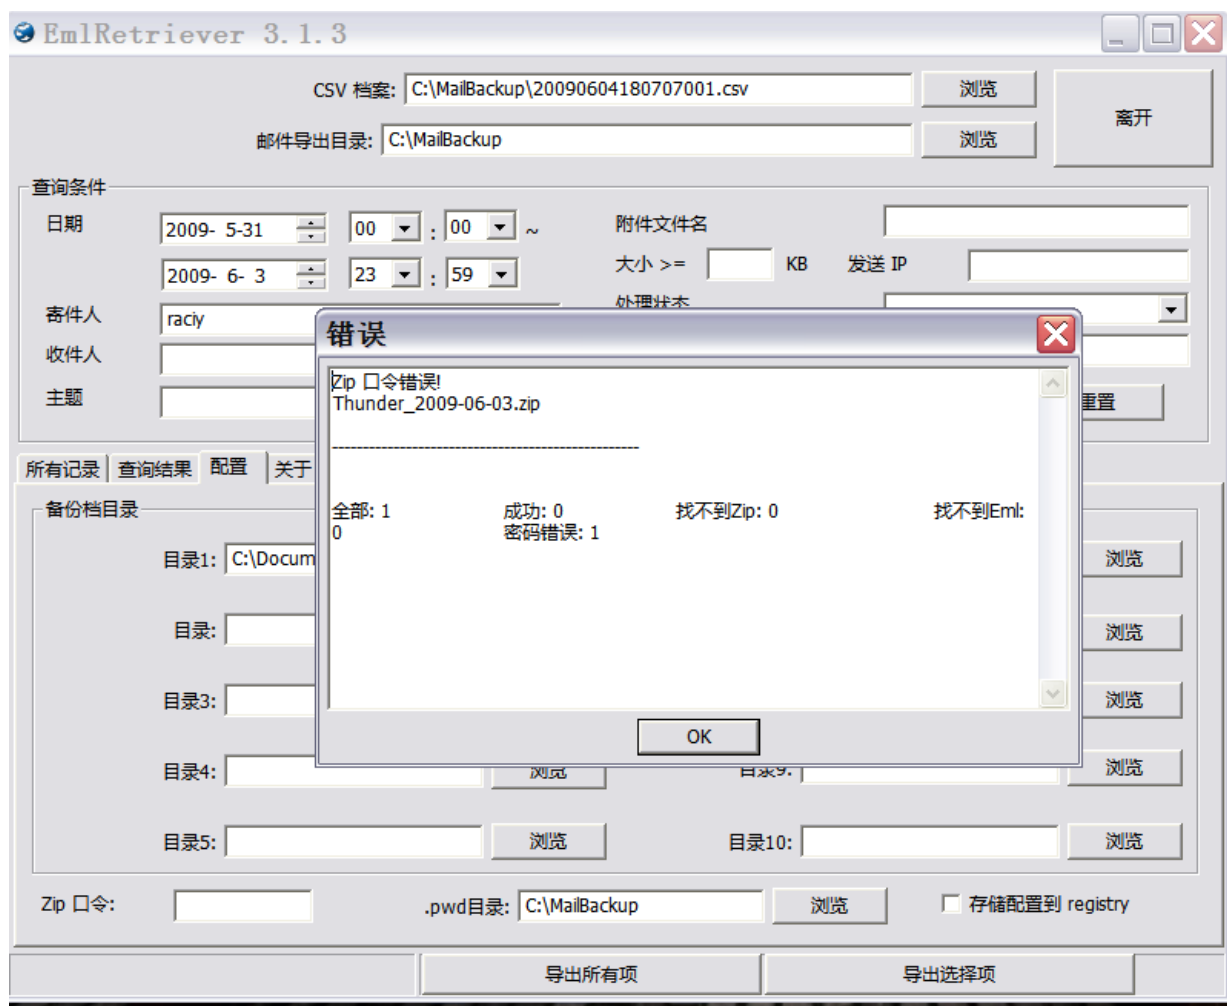 EmlRetriever 3.1.3
CSV 档案: C:\MailBackup\20090604180707001.csv 浏览
离开
邮件导出目录: C:\MailBackup 浏览
查询条件
日期 2009- 5-31 00 : 00 ~
2009- 6- 3 23 : 59
附件文件名
大小 >= KB 发送 IP
处理状态
寄件人 raciy
收件人
主题
重置
错误
Zip 口令错误!
Thunder_2009-06-03.zip
--------------------------------------------------
全部: 1 成功: 0 找不到Zip: 0 找不到Eml:
0 密码错误: 1
OK
所有记录 查询结果 配置 关于
备份档目录
目录1: C:\Docum 浏览
目录: 浏览
目录3: 浏览
目录4: 浏览 目录9: 浏览
目录5: 浏览 目录10: 浏览
Zip 口令: .pwd目录: C:\MailBackup 浏览 存储配置到 registry
导出所有项 导出选择项